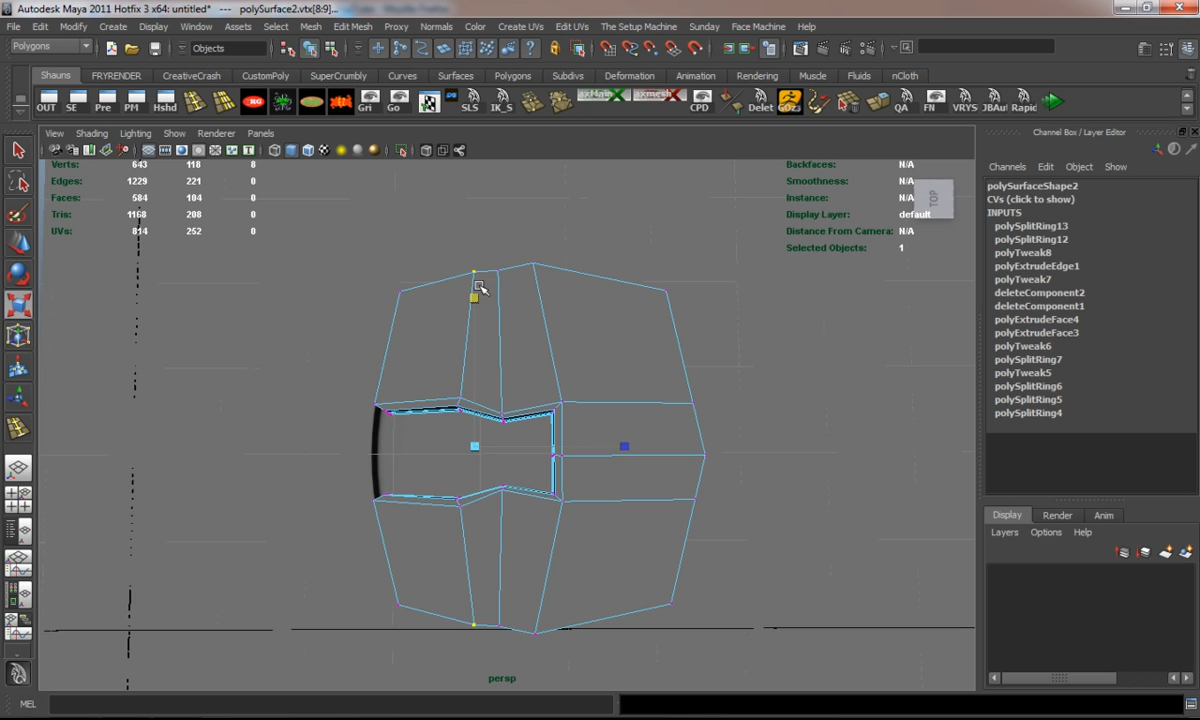 Autodesk Maya 2011 Hotfix 3 x64: untitled* --- polySurface2.vtx[8:9]...
File Edit Modify Create Display Window Assets Select Mesh Edit Mesh Proxy Normals Color Create UVs Edit UVs The Setup Machine Sunday Face Machine Help
Polygons Objects
Shauns FRYRENDER CreativeCrash CustomPoly SuperCrumbly Curves Surfaces Polygons Subdivs Deformation Animation Rendering Muscle Fluids nCloth
OUT SE Pre PM Hshd Gri Go SLS IK_S axMain axmesh CPD Delet GOz3 QA FN VRYS JBAut Rapic
View Shading Lighting Show Renderer Panels
Channel Box / Layer Editor
Channels Edit Object Show
Verts: 643 118 8
Edges: 1229 221 0
Faces: 584 104 0
Tris: 1168 208 0
UVs: 814 252 0
Backfaces: N/A
Smoothness: N/A
Instance: N/A
Display Layer: default
Distance From Camera: N/A
Selected Objects: 1
TOP
persp
polySurfaceShape2
CVs (click to show)
INPUTS
polySplitRing13
polySplitRing12
polyTweak8
polyExtrudeEdge1
polyTweak7
deleteComponent2
deleteComponent1
polyExtrudeFace4
polyExtrudeFace3
polyTweak6
polySplitRing7
polyTweak5
polySplitRing6
polySplitRing5
polySplitRing4
Display Render Anim
Layers Options Help
MEL